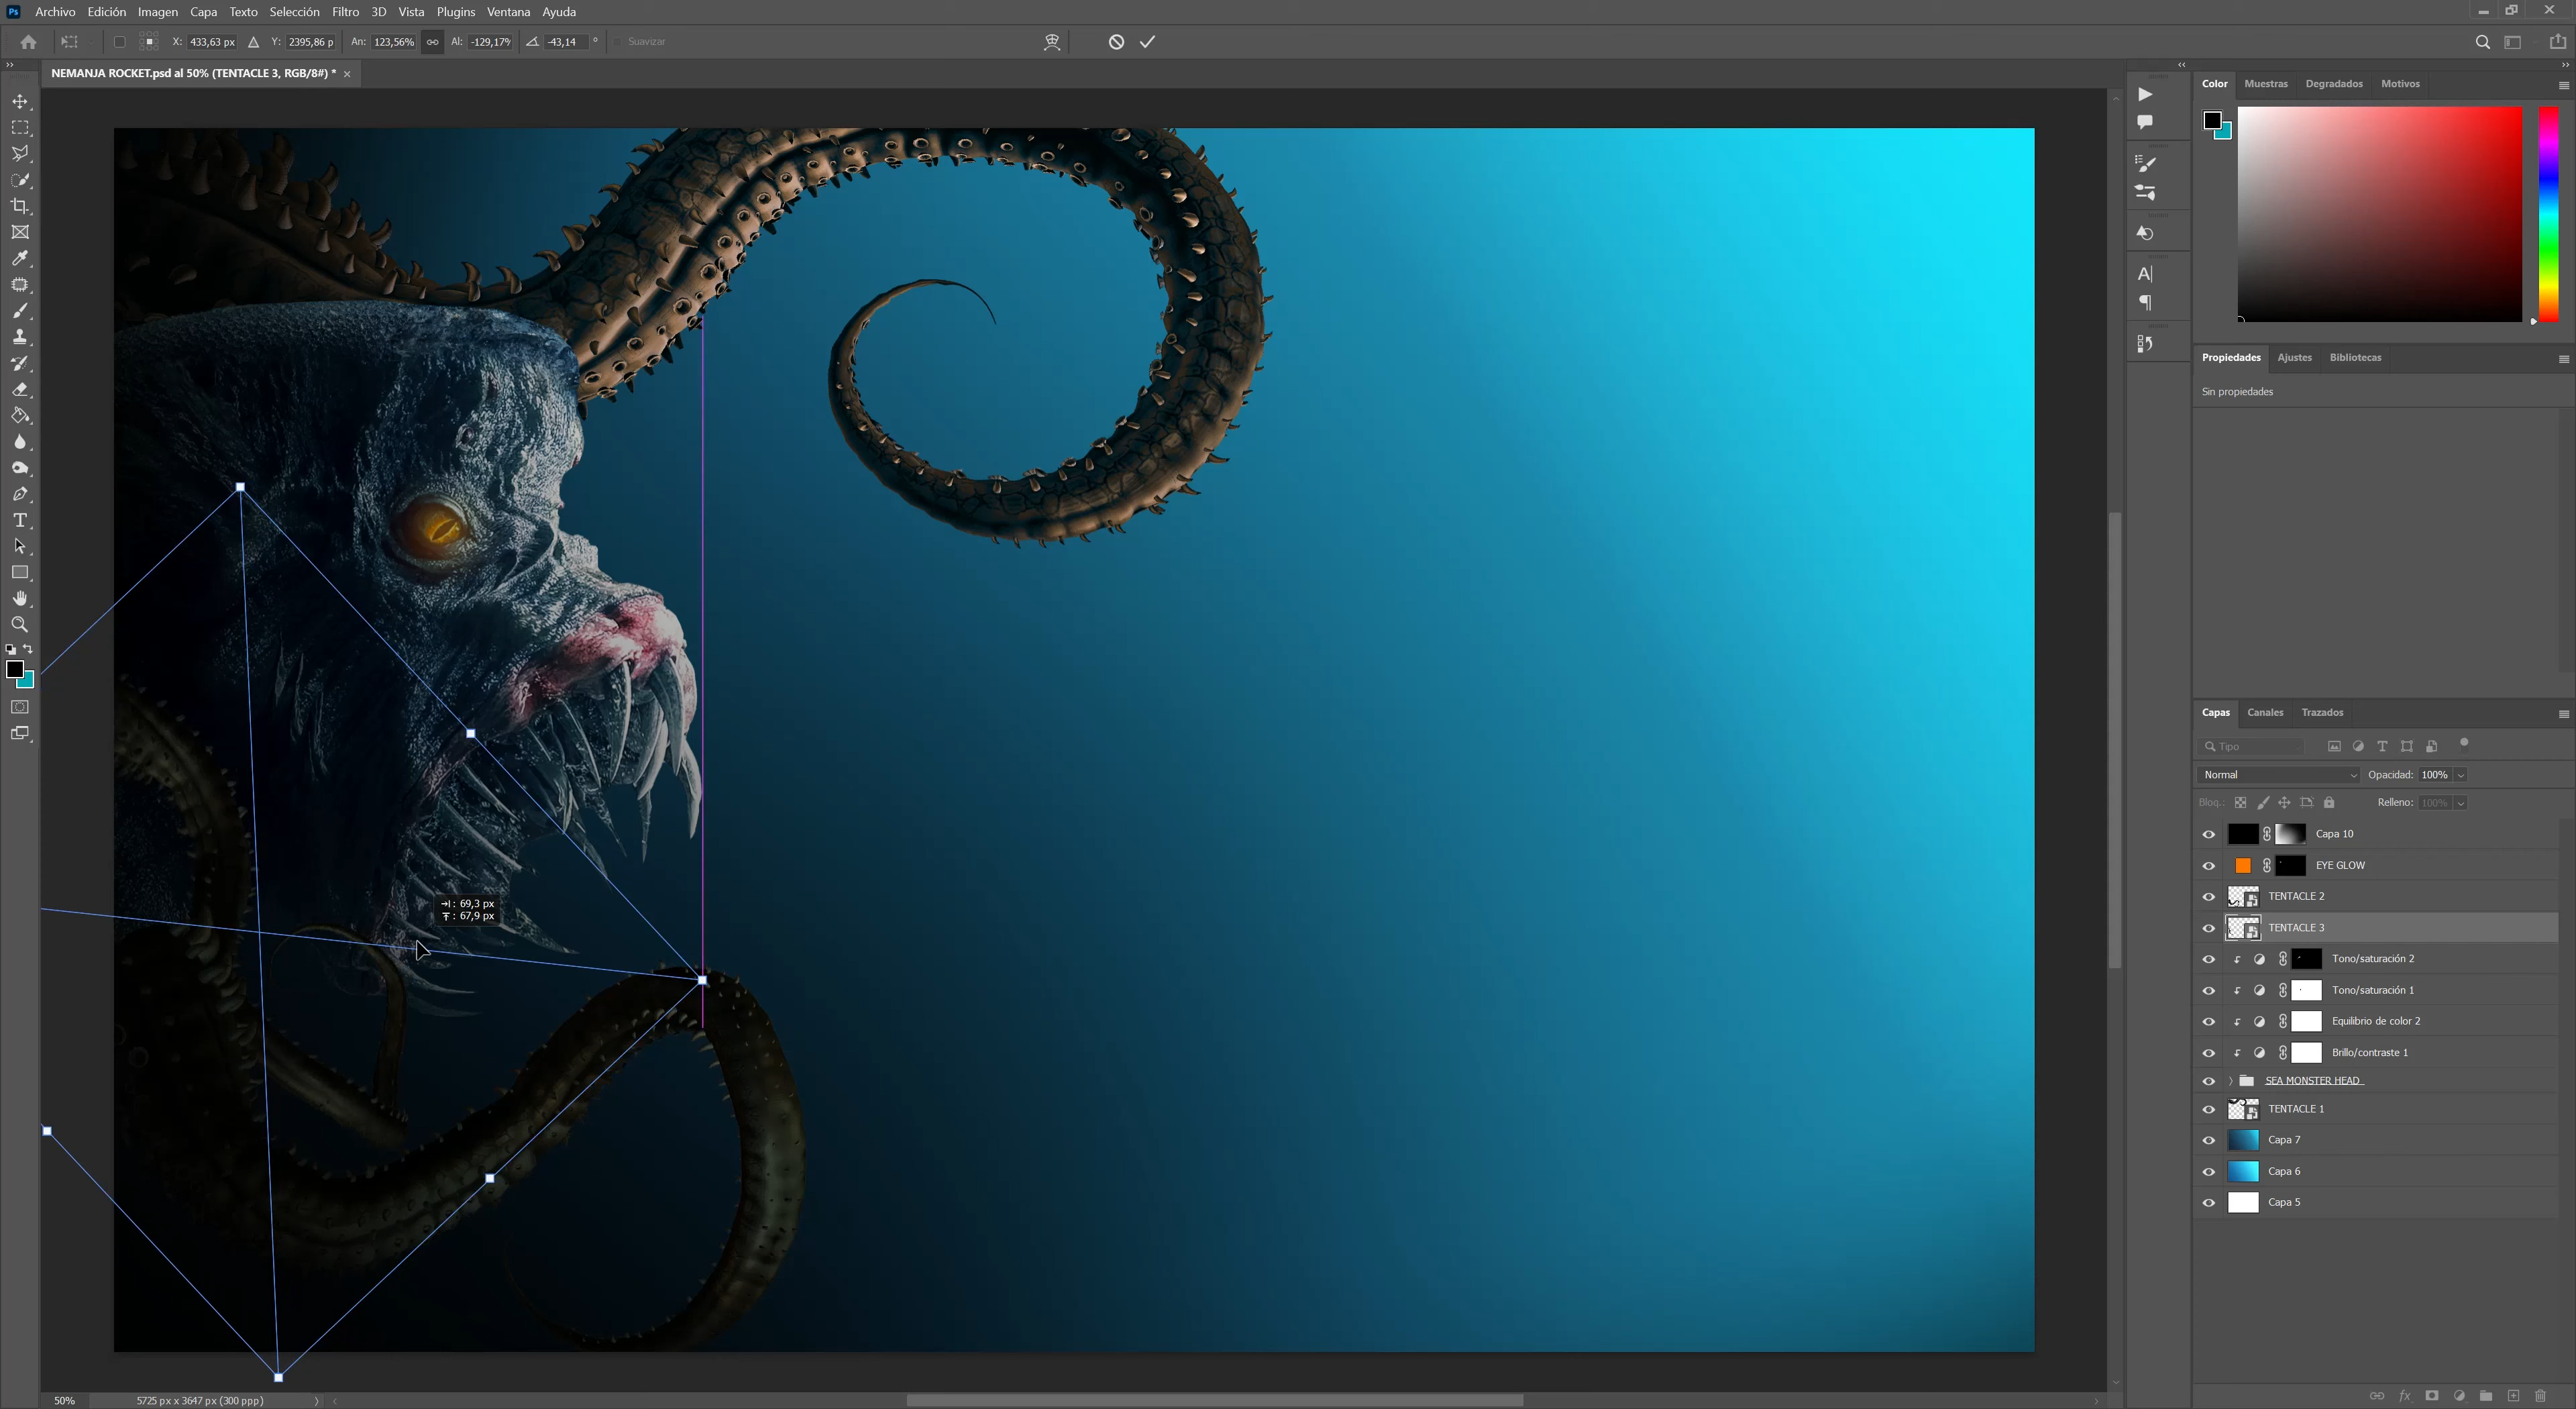 Ps Archivo Edición Imagen Capa Texto Selección Filtro 3D Vista Plugins Ventana Ayuda
X: 433,63 px Y: 2395,86 p An: 123,56% Al: -129,17% -43,14 ° Suavizar
NEMANJA ROCKET.psd al 50% (TENTACLE 3, RGB/8#) *
Color Muestras Degradados Motivos
Propiedades Ajustes Bibliotecas
Sin propiedades
Capas Canales Trazados
Tipo
Normal Opacidad: 100%
Bloq.: Relleno: 100%
Capa 10
EYE GLOW
TENTACLE 2
TENTACLE 3
Tono/saturación 2
Tono/saturación 1
Equilibrio de color 2
Brillo/contraste 1
SEA MONSTER HEAD
TENTACLE 1
Capa 7
Capa 6
Capa 5
: 69,3 px
: 67,9 px
50% 5725 px x 3647 px (300 ppp)
fx